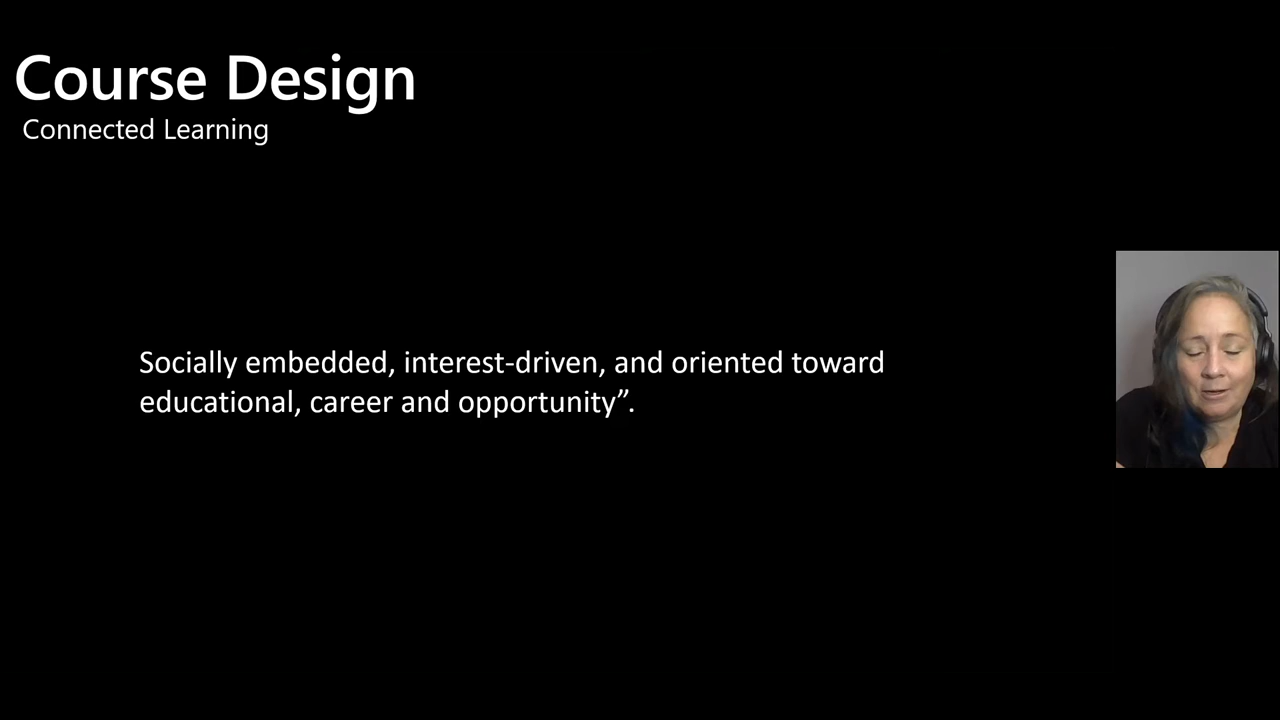 Course Design
Connected Learning
Socially embedded, interest-driven, and oriented toward
educational, career and opportunity”.